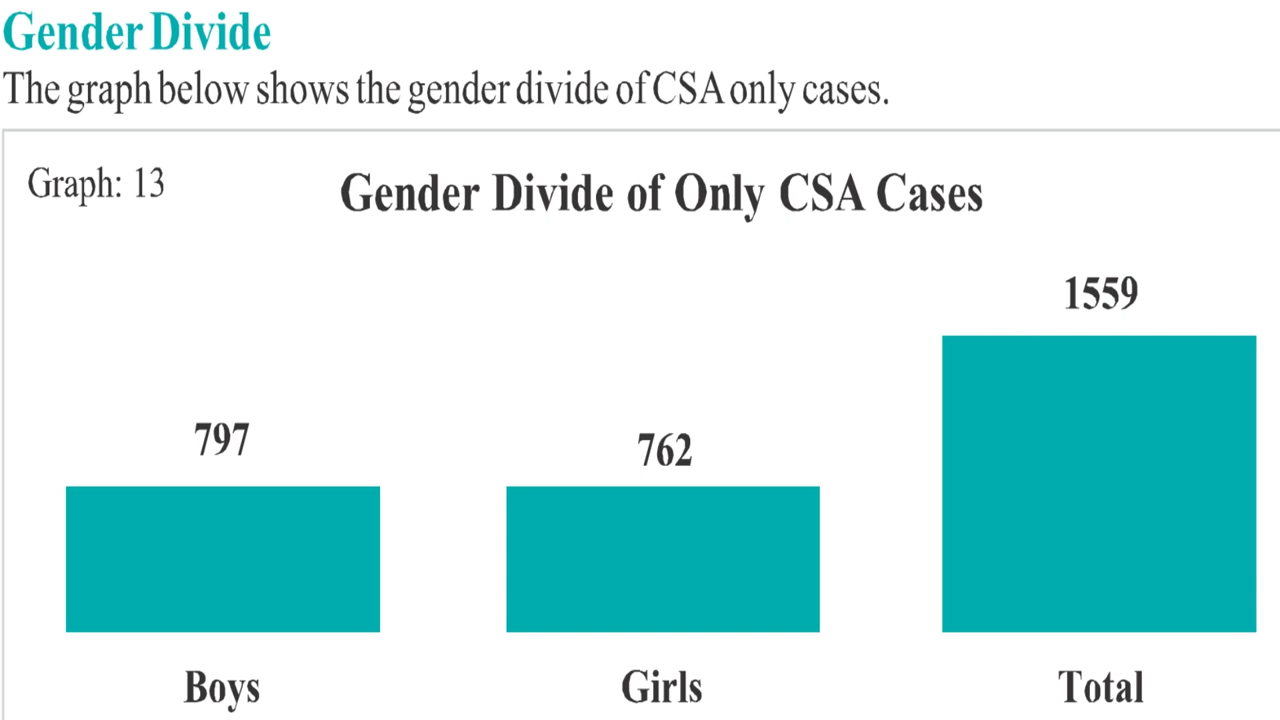 Gender Divide
The graph below shows the gender divide of CSA only cases.
Graph: 13
Gender Divide of Only CSA Cases
1559
797
762
Boys
Girls
Total